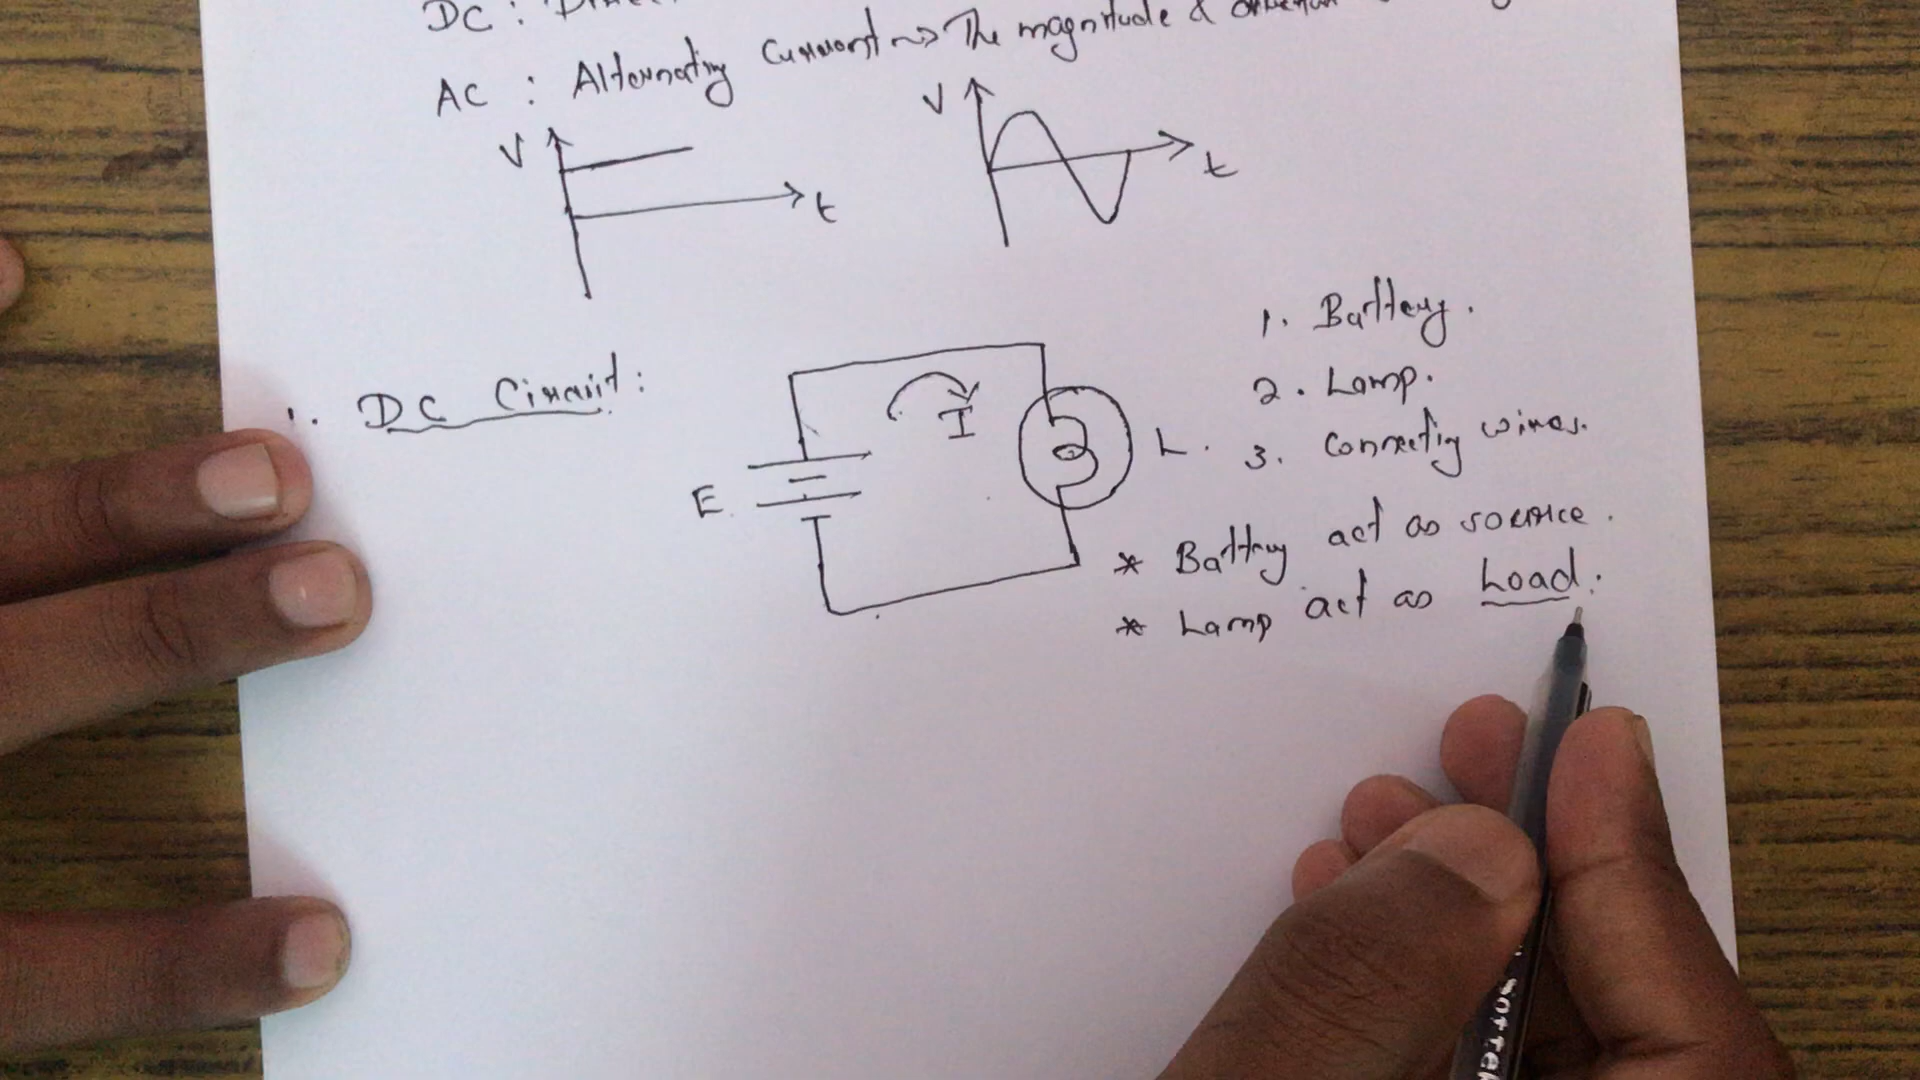 DC :
AC : Alternating Current ~> The magnitude &
V
t
V
t
1. DC Circuit :
I
E
L.
1. Battery.
2. Lamp.
3. Connecting wires.
* Battery act as source.
* Lamp act as Load.